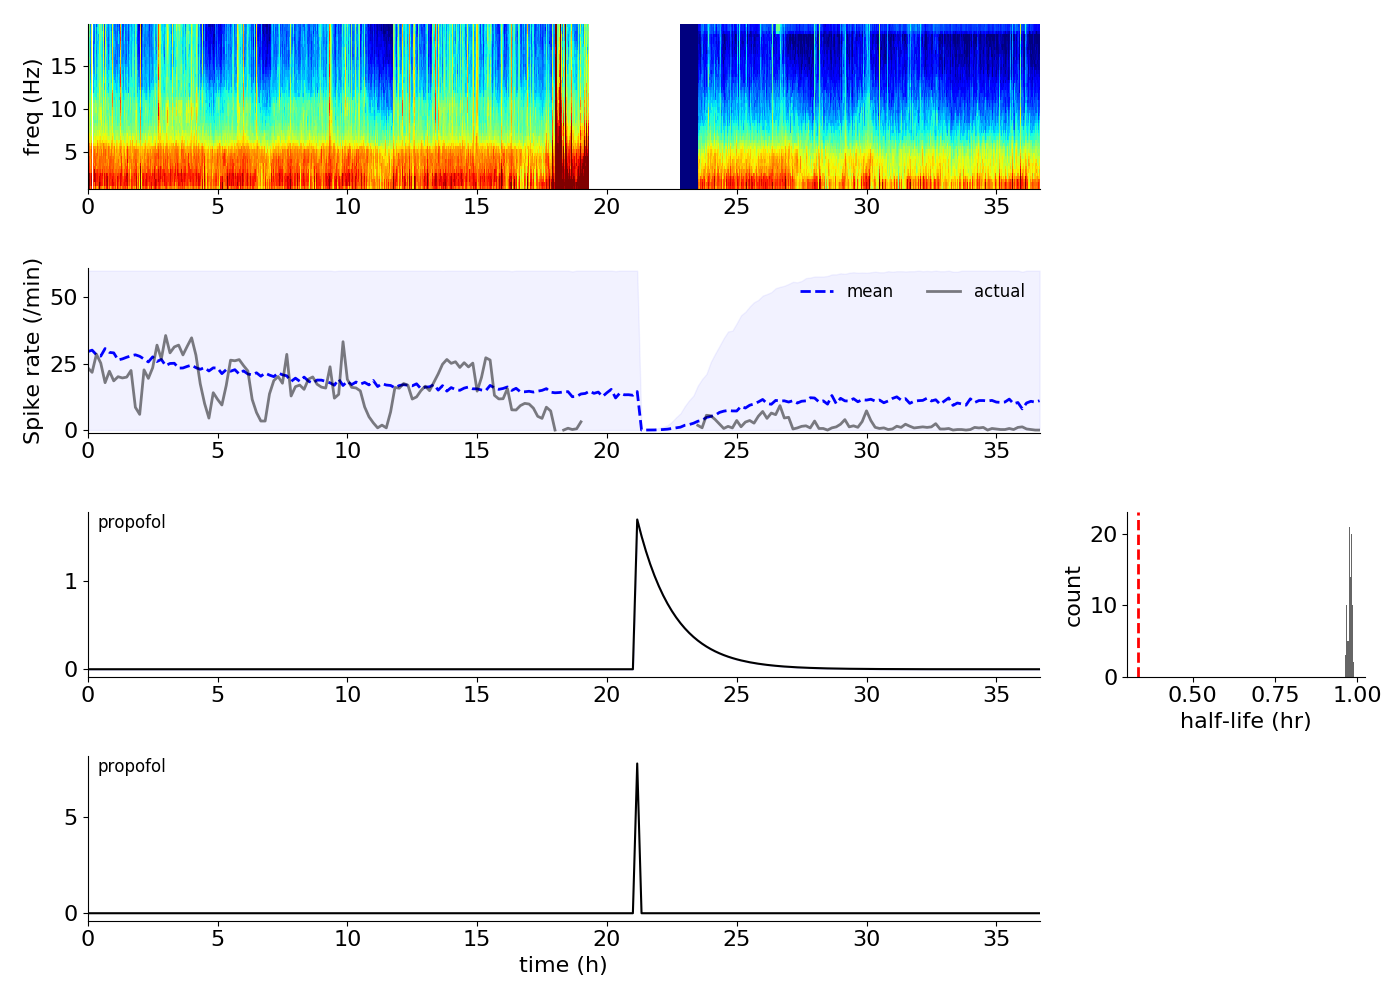 freq (Hz)
15
10
5
0 5 10 15 20 25 30 35
Spike rate (/min)
50
25
0
mean actual
0 5 10 15 20 25 30 35
propofol
1
0
0 5 10 15 20 25 30 35
count
20
10
0
0.50 0.75 1.00
half-life (hr)
propofol
5
0
0 5 10 15 20 25 30 35
time (h)